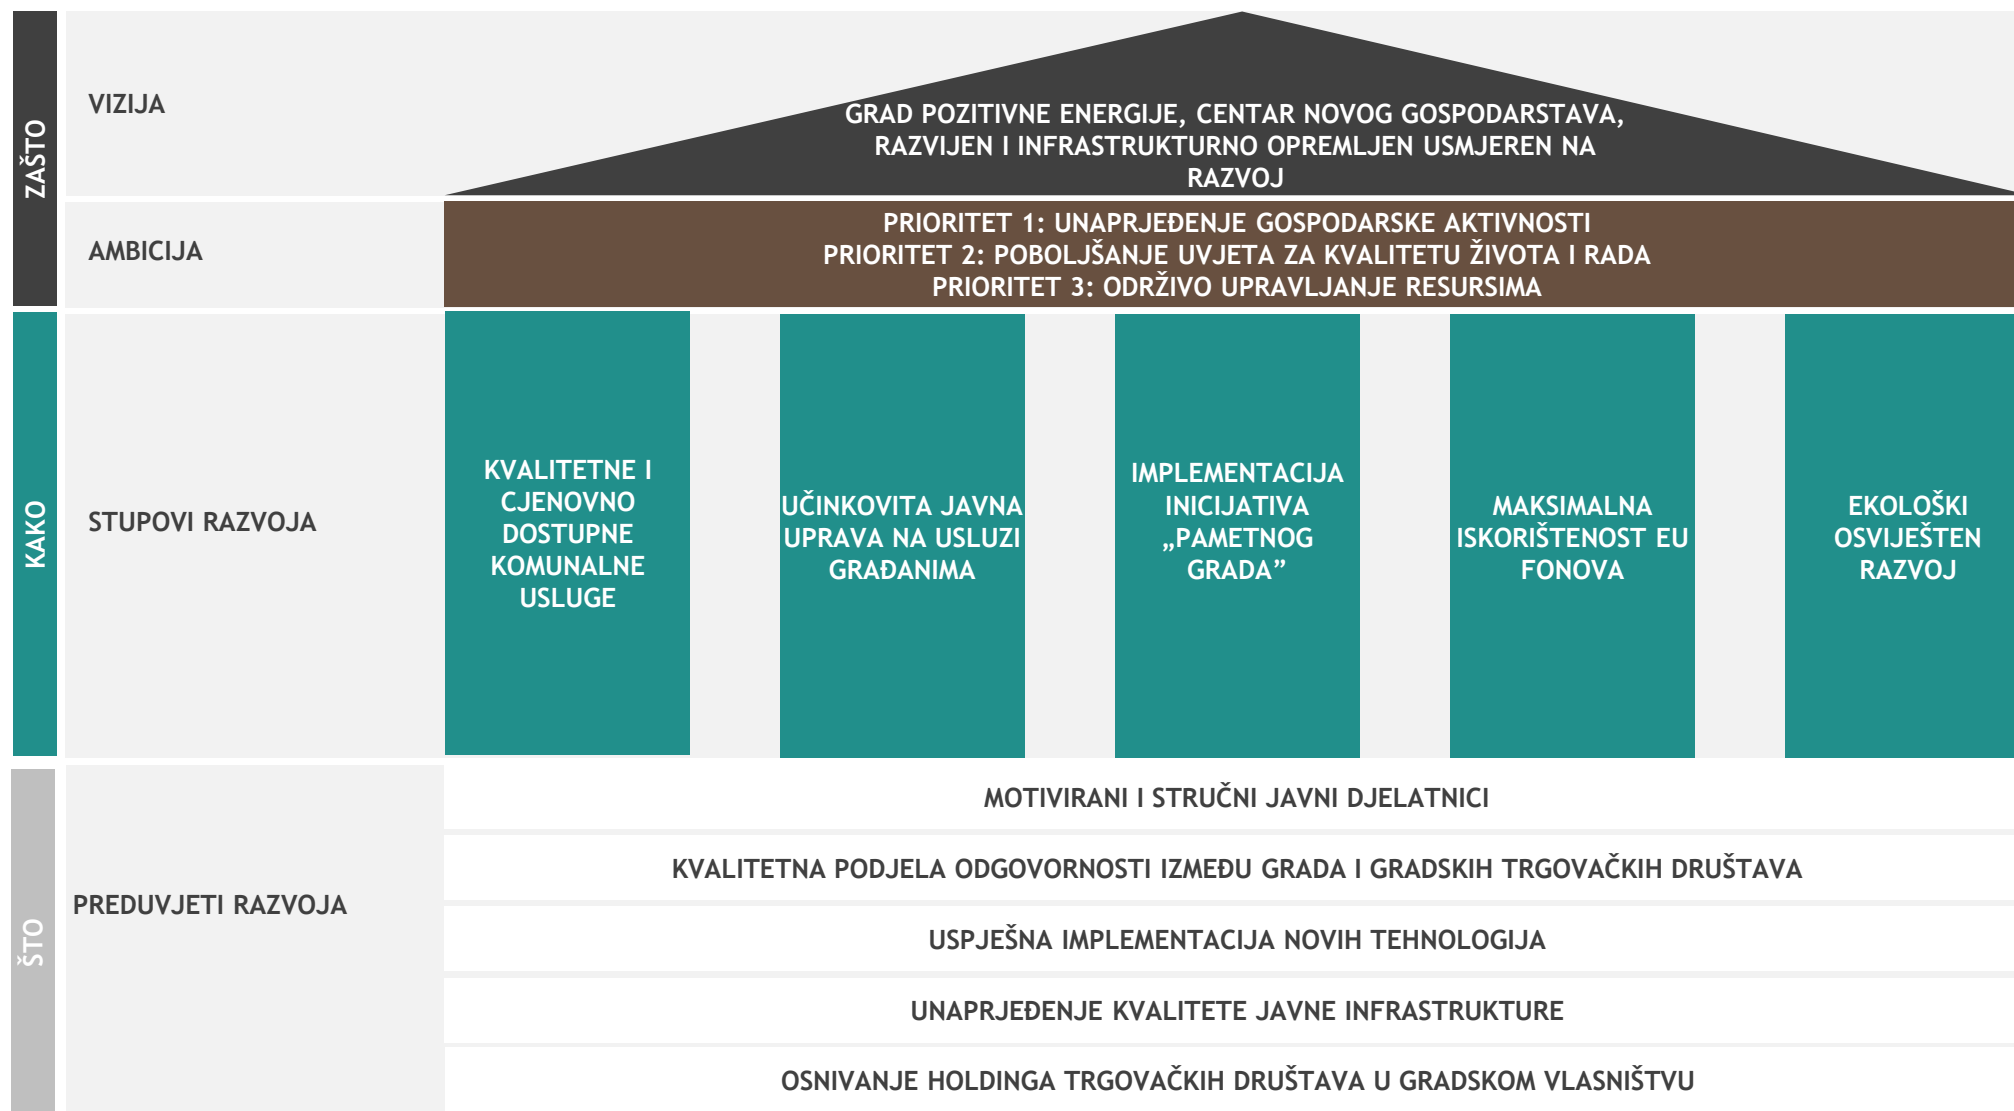 ZAŠTO
VIZIJA
GRAD POZITIVNE ENERGIJE, CENTAR NOVOG GOSPODARSTAVA,
RAZVIJEN I INFRASTRUKTURNO OPREMLJEN USMJEREN NA
RAZVOJ
AMBICIJA
PRIORITET 1: UNAPRJEĐENJE GOSPODARSKE AKTIVNOSTI
PRIORITET 2: POBOLJŠANJE UVJETA ZA KVALITETU ŽIVOTA I RADA
PRIORITET 3: ODRŽIVO UPRAVLJANJE RESURSIMA
KAKO
STUPOVI RAZVOJA
KVALITETNE I
CJENOVNO
DOSTUPNE
KOMUNALNE
USLUGE
UČINKOVITA JAVNA
UPRAVA NA USLUZI
GRAĐANIMA
IMPLEMENTACIJA
INICIJATIVA
„PAMETNOG
GRADA”
MAKSIMALNA
ISKORIŠTENOST EU
FONOVA
EKOLOŠKI
OSVIJEŠTEN
RAZVOJ
ŠTO
PREDUVJETI RAZVOJA
MOTIVIRANI I STRUČNI JAVNI DJELATNICI
KVALITETNA PODJELA ODGOVORNOSTI IZMEĐU GRADA I GRADSKIH TRGOVAČKIH DRUŠTAVA
USPJEŠNA IMPLEMENTACIJA NOVIH TEHNOLOGIJA
UNAPRJEĐENJE KVALITETE JAVNE INFRASTRUKTURE
OSNIVANJE HOLDINGA TRGOVAČKIH DRUŠTAVA U GRADSKOM VLASNIŠTVU